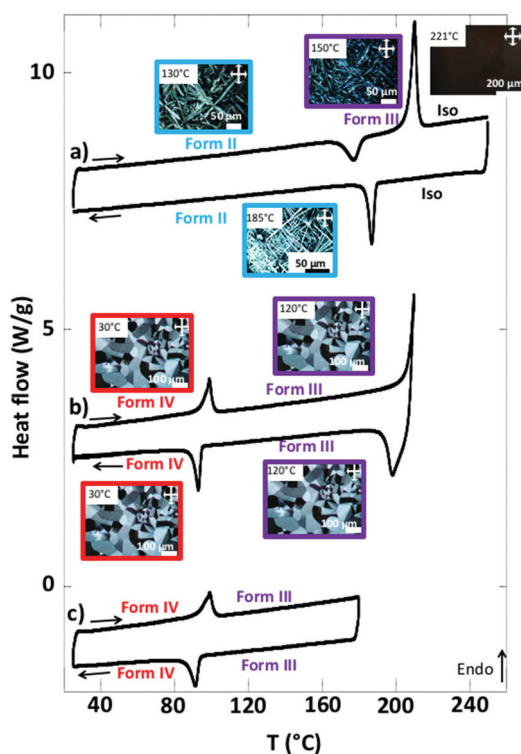 10
5
0
Heat flow (W/g)
130°C
50 µm
150°C
50 µm
221°C
200 µm
Form II
Form III
Iso
a)
Form II
Iso
185°C
50 µm
30°C
100 µm
120°C
100 µm
Form IV
Form III
b)
Form IV
Form III
30°C
100 µm
120°C
100 µm
c)
Form IV
Form III
Form IV
Form III
Endo
40
80
120
160
200
240
T (°C)